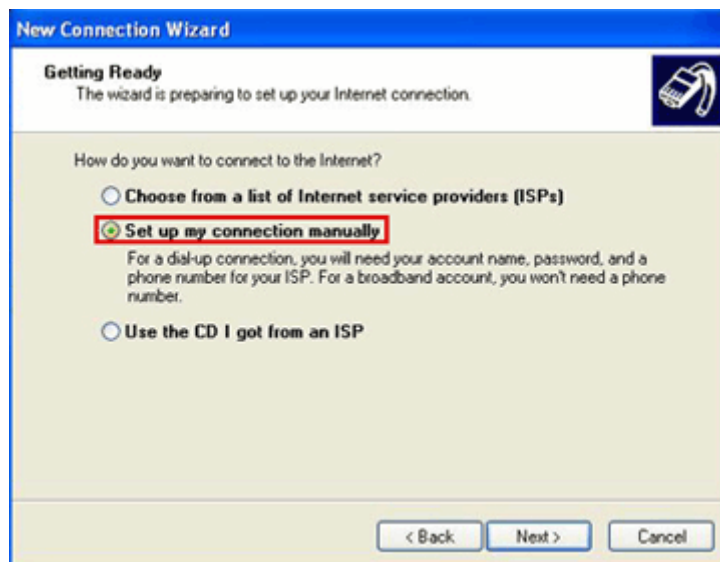 New Connection Wizard
Getting Ready
The wizard is preparing to set up your Internet connection.
How do you want to connect to the Internet?
Choose from a list of Internet service providers (ISPs)
Set up my connection manually
For a dial-up connection, you will need your account name, password, and a
phone number for your ISP. For a broadband account, you won't need a phone
number.
Use the CD I got from an ISP
< Back
Next >
Cancel